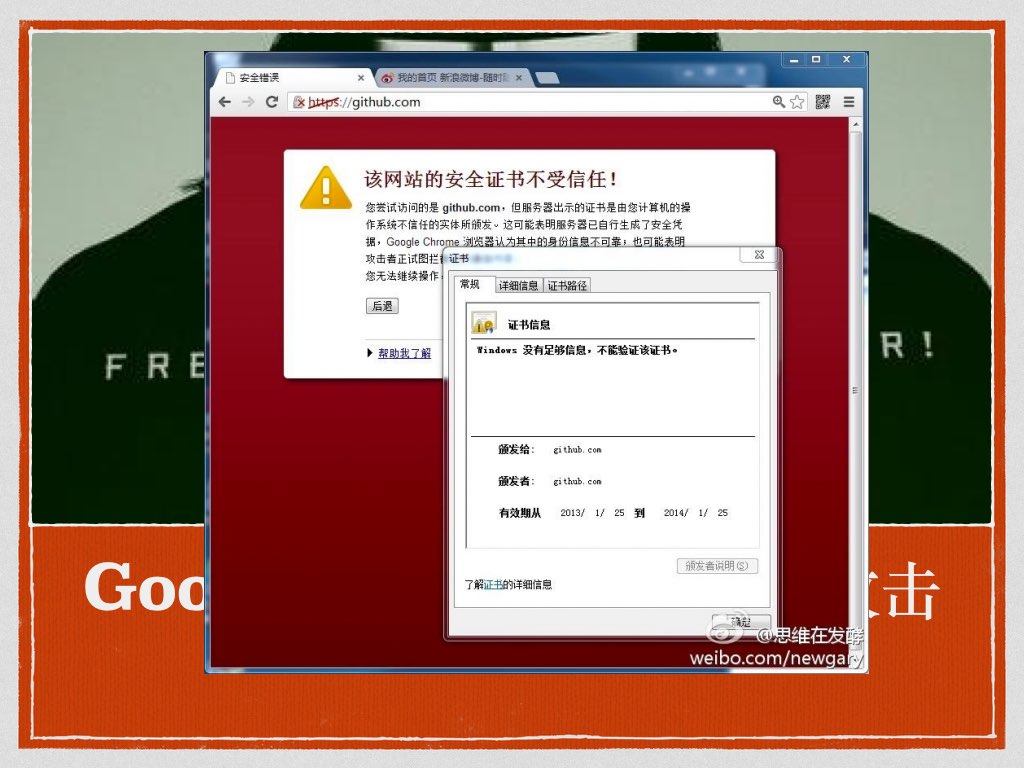 安全错误
我的首页 新浪微博-随时
https://github.com
该网站的安全证书不受信任！
您尝试访问的是 github.com，但服务器出示的证书是由您计算机的操
作系统不信任的实体所颁发。这可能表明服务器已自行生成了安全凭
据，Google Chrome 浏览器认为其中的身份信息不可靠；也可能表明
攻击者正试图拦
您无法继续操作
后退
帮助我了解
证书
常规 详细信息 证书路径
证书信息
Windows 没有足够信息，不能验证该证书。
颁发给： github.com
颁发者： github.com
有效期从 2013/ 1/ 25 到 2014/ 1/ 25
颁发者说明(S)
了解证书的详细信息
确定
FRE
R!
Goo
击
@思维在发酵
weibo.com/newgary